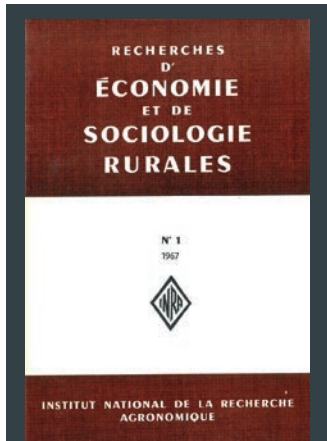 RECHERCHES
D'
ÉCONOMIE
ET DE
SOCIOLOGIE
RURALES
N° 1
1967
INRA
INSTITUT NATIONAL DE LA RECHERCHE
AGRONOMIQUE